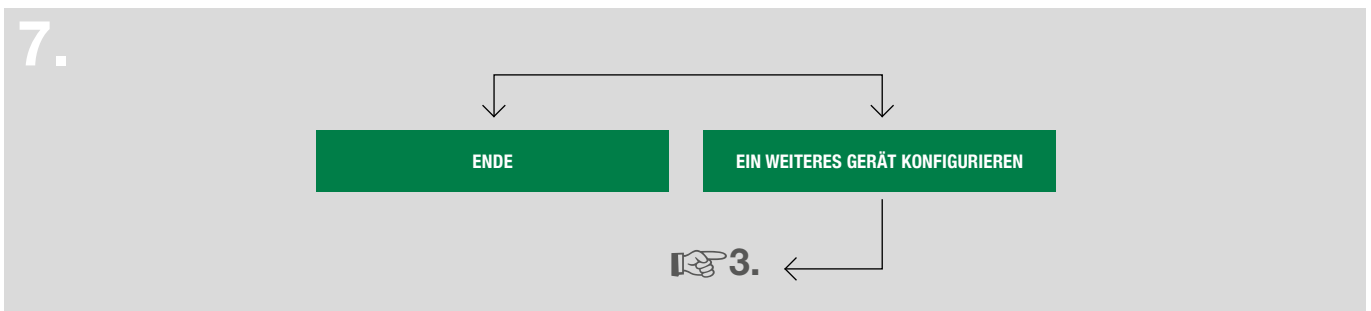 7.
ENDE
EIN WEITERES GERÄT KONFIGURIEREN
☞3.